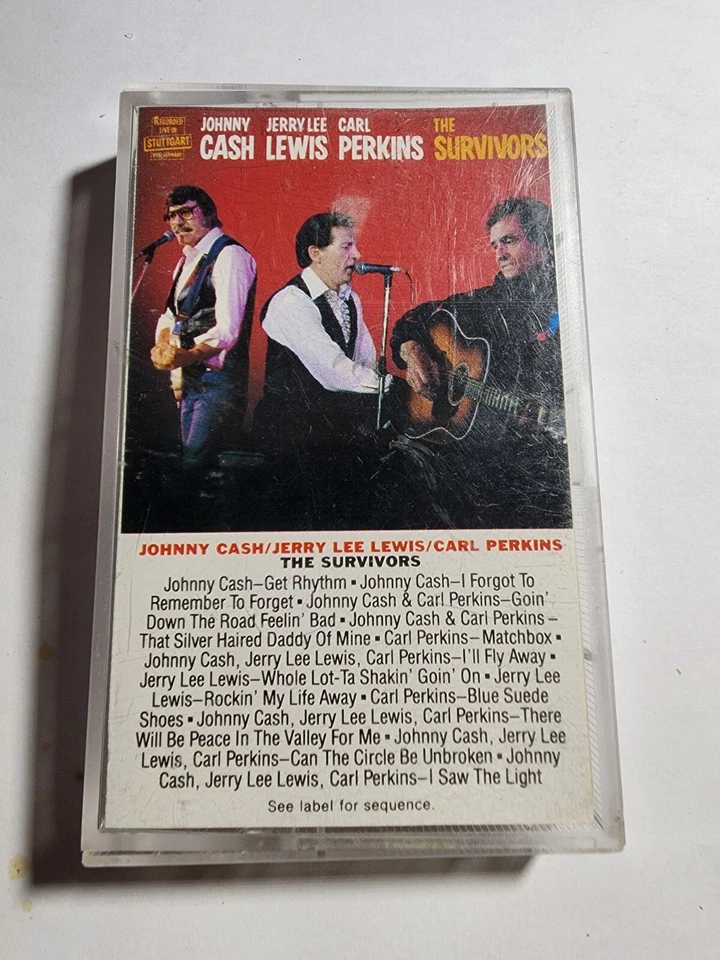 RECORDED
LIVE IN
STUTTGART
WEST GERMANY
JOHNNY CASH
JERRY LEE LEWIS
CARL PERKINS
THE SURVIVORS
JOHNNY CASH/JERRY LEE LEWIS/CARL PERKINS
THE SURVIVORS
Johnny Cash–Get Rhythm ▪ Johnny Cash–I Forgot To
Remember To Forget ▪ Johnny Cash & Carl Perkins–Goin'
Down The Road Feelin' Bad ▪ Johnny Cash & Carl Perkins –
That Silver Haired Daddy Of Mine ▪ Carl Perkins–Matchbox ▪
Johnny Cash, Jerry Lee Lewis, Carl Perkins–I'll Fly Away ▪
Jerry Lee Lewis–Whole Lot-Ta Shakin' Goin' On ▪ Jerry Lee
Lewis–Rockin' My Life Away ▪ Carl Perkins–Blue Suede
Shoes ▪ Johnny Cash, Jerry Lee Lewis, Carl Perkins–There
Will Be Peace In The Valley For Me ▪ Johnny Cash, Jerry Lee
Lewis, Carl Perkins–Can The Circle Be Unbroken ▪ Johnny
Cash, Jerry Lee Lewis, Carl Perkins–I Saw The Light
See label for sequence.